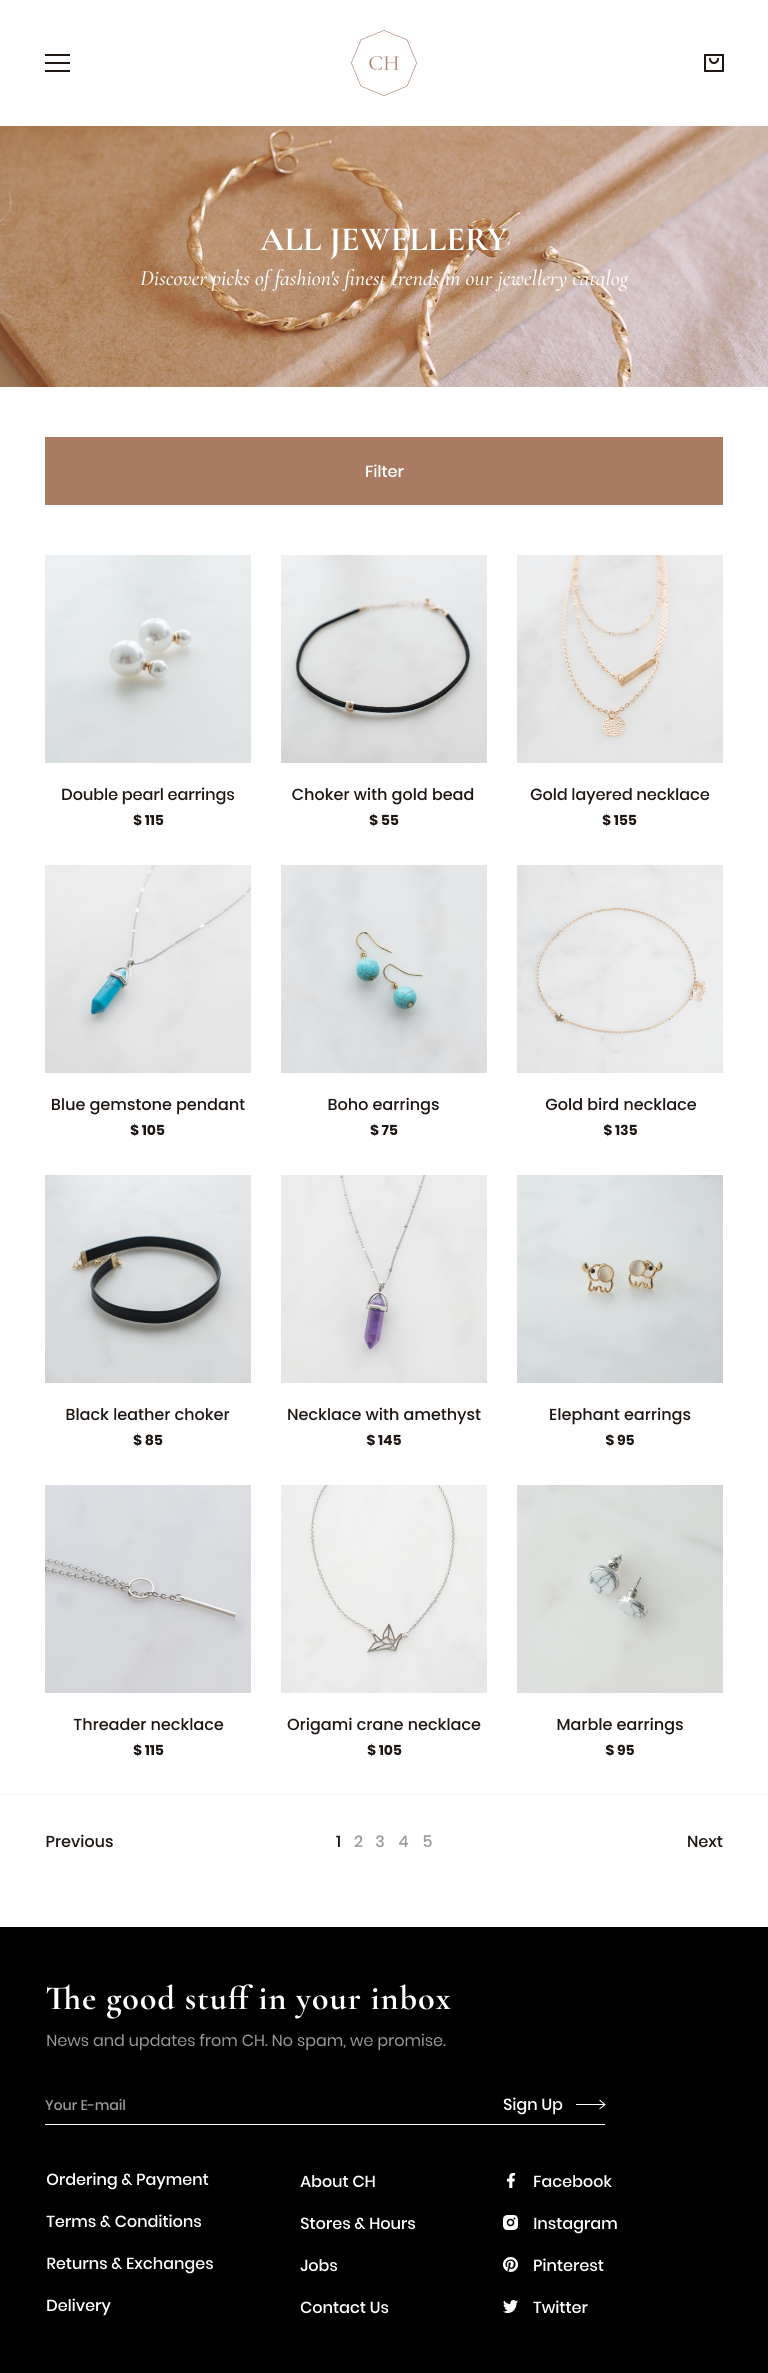 CH
ALL JEWELLERY
Discover picks of fashion's finest trends in our jewellery catalog
Filter
Double pearl earrings
$ 115
Choker with gold bead
$ 55
Gold layered necklace
$ 155
Blue gemstone pendant
$ 105
Boho earrings
$ 75
Gold bird necklace
$ 135
Black leather choker
$ 85
Necklace with amethyst
$ 145
Elephant earrings
$ 95
Threader necklace
$ 115
Origami crane necklace
$ 105
Marble earrings
$ 95
Previous 1 2 3 4 5 Next
The good stuff in your inbox
News and updates from CH. No spam, we promise.
Your E-mail Sign Up
Ordering & Payment
Terms & Conditions
Returns & Exchanges
Delivery
About CH
Stores & Hours
Jobs
Contact Us
Facebook
Instagram
Pinterest
Twitter